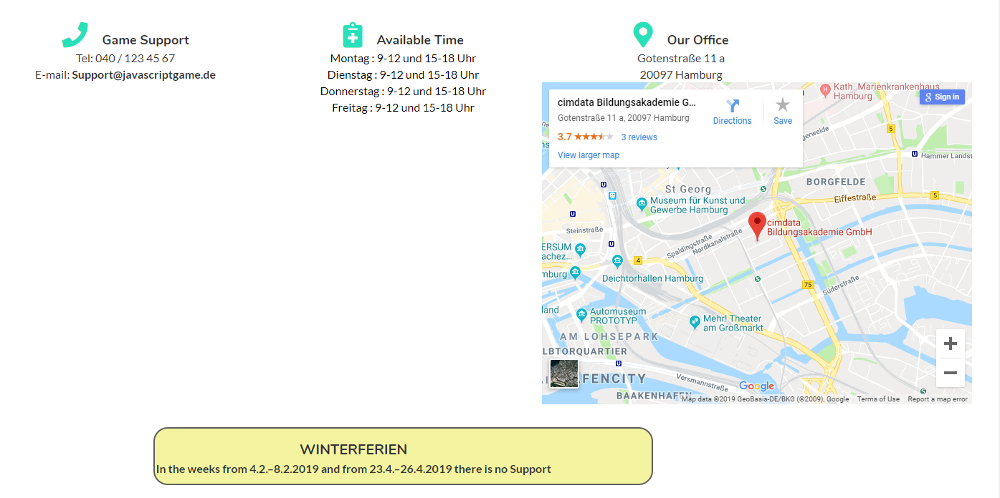 Game Support
Tel: 040 / 123 45 67
E-mail: Support@javascriptgame.de
Available Time
Montag : 9-12 und 15-18 Uhr
Dienstag : 9-12 und 15-18 Uhr
Donnerstag : 9-12 und 15-18 Uhr
Freitag : 9-12 und 15-18 Uhr
Our Office
Gotenstraße 11 a
20097 Hamburg
cimdata Bildungsakademie G...
Gotenstraße 11 a, 20097 Hamburg
3.7
3 reviews
View larger map
Directions
Save
H
Kath. Marienkrankenhaus
Hamburg
Sign in
5
U
Hammer Landst
BORGFELDE
St Georg
S
Eiffestraße
5
Museum für Kunst und
Gewerbe Hamburg
U
U
Steinstraße
cimdata
Bildungsakademie GmbH
Spaldingstraße
Nordkanalstraße
U
ERSUM
achez...
4
mburg
Deichtorhallen Hamburg
S
75
Süderstraße
land
Automuseum
PROTOTYP
Mehr! Theater
am Großmarkt
AM LOHSEPARK
LBTORQUARTIER
U
FENCITY
Versmannstraße
BAAKENHAFEN
Google
S
Map data ©2019 GeoBasis-DE/BKG (©2009), Google
Terms of Use
Report a map error
WINTERFERIEN
In the weeks from 4.2.–8.2.2019 and from 23.4.–26.4.2019 there is no Support